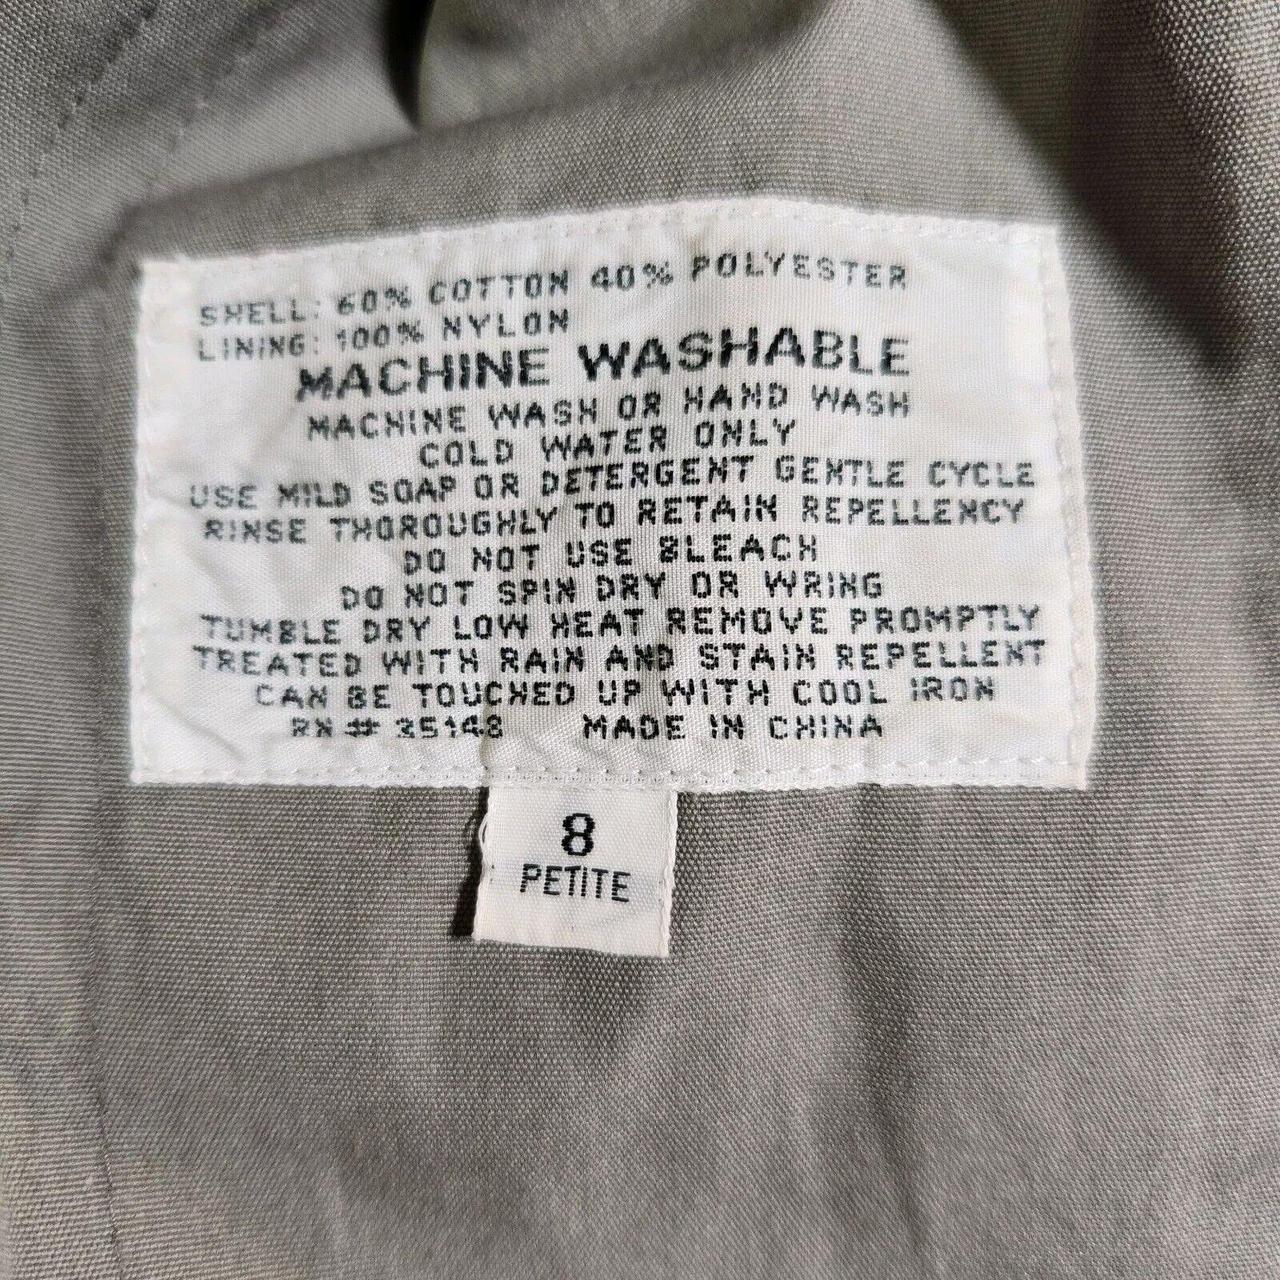 SHELL: 60% COTTON 40% POLYESTER
LINING: 100% NYLON
MACHINE WASHABLE
MACHINE WASH OR HAND WASH
COLD WATER ONLY
USE MILD SOAP OR DETERGENT GENTLE CYCLE
RINSE THOROUGHLY TO RETAIN REPELLENCY
DO NOT USE BLEACH
DO NOT SPIN DRY OR WRING
TUMBLE DRY LOW HEAT REMOVE PROMPTLY
TREATED WITH RAIN AND STAIN REPELLENT
CAN BE TOUCHED UP WITH COOL IRON
RN# 35148 MADE IN CHINA
8
PETITE